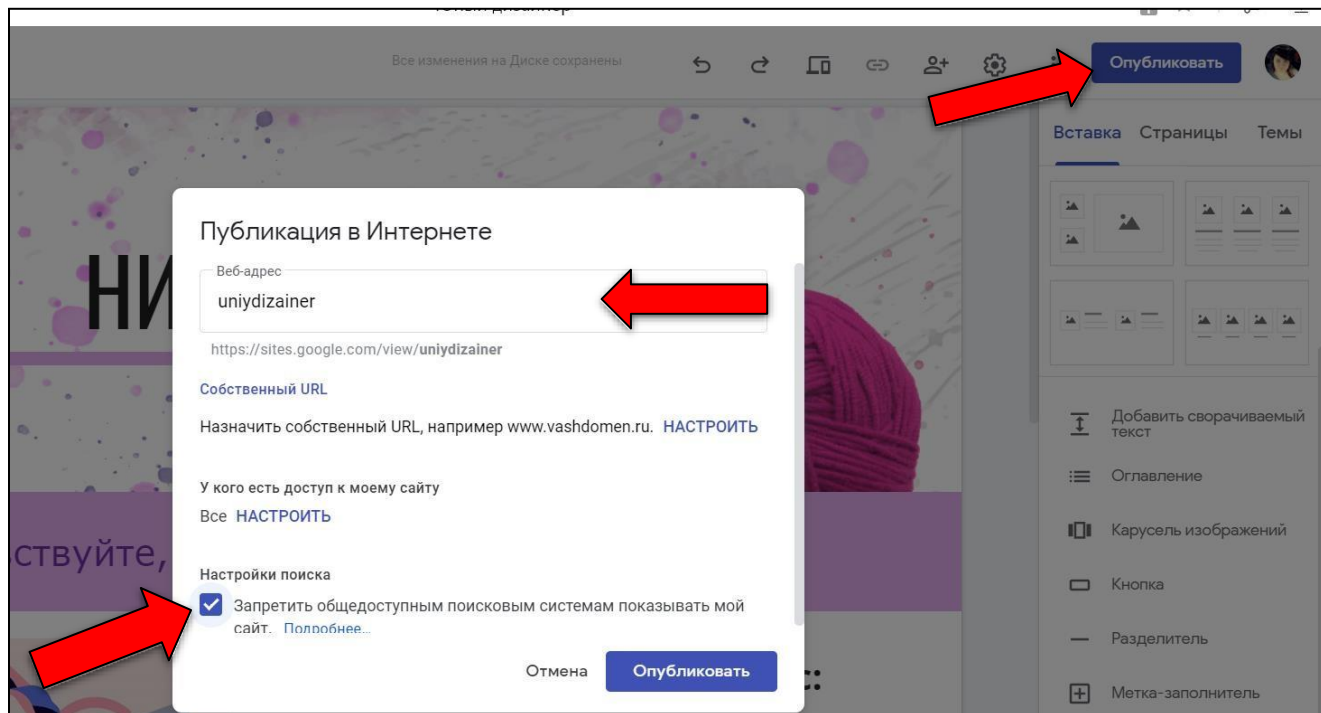 Все изменения на Диске сохранены
Опубликовать
Вставка Страницы Темы
Публикация в Интернете
НИ
Веб-адрес
uniydizainer
https://sites.google.com/view/uniydizainer
Собственный URL
Назначить собственный URL, например www.vashdomen.ru. НАСТРОИТЬ
У кого есть доступ к моему сайту
Все НАСТРОИТЬ
ствуйте,
Настройки поиска
Запретить общедоступным поисковым системам показывать мой
сайт. Подробнее…
Отмена Опубликовать
с:
Добавить сворачиваемый
текст
Оглавление
Карусель изображений
Кнопка
Разделитель
Метка-заполнитель